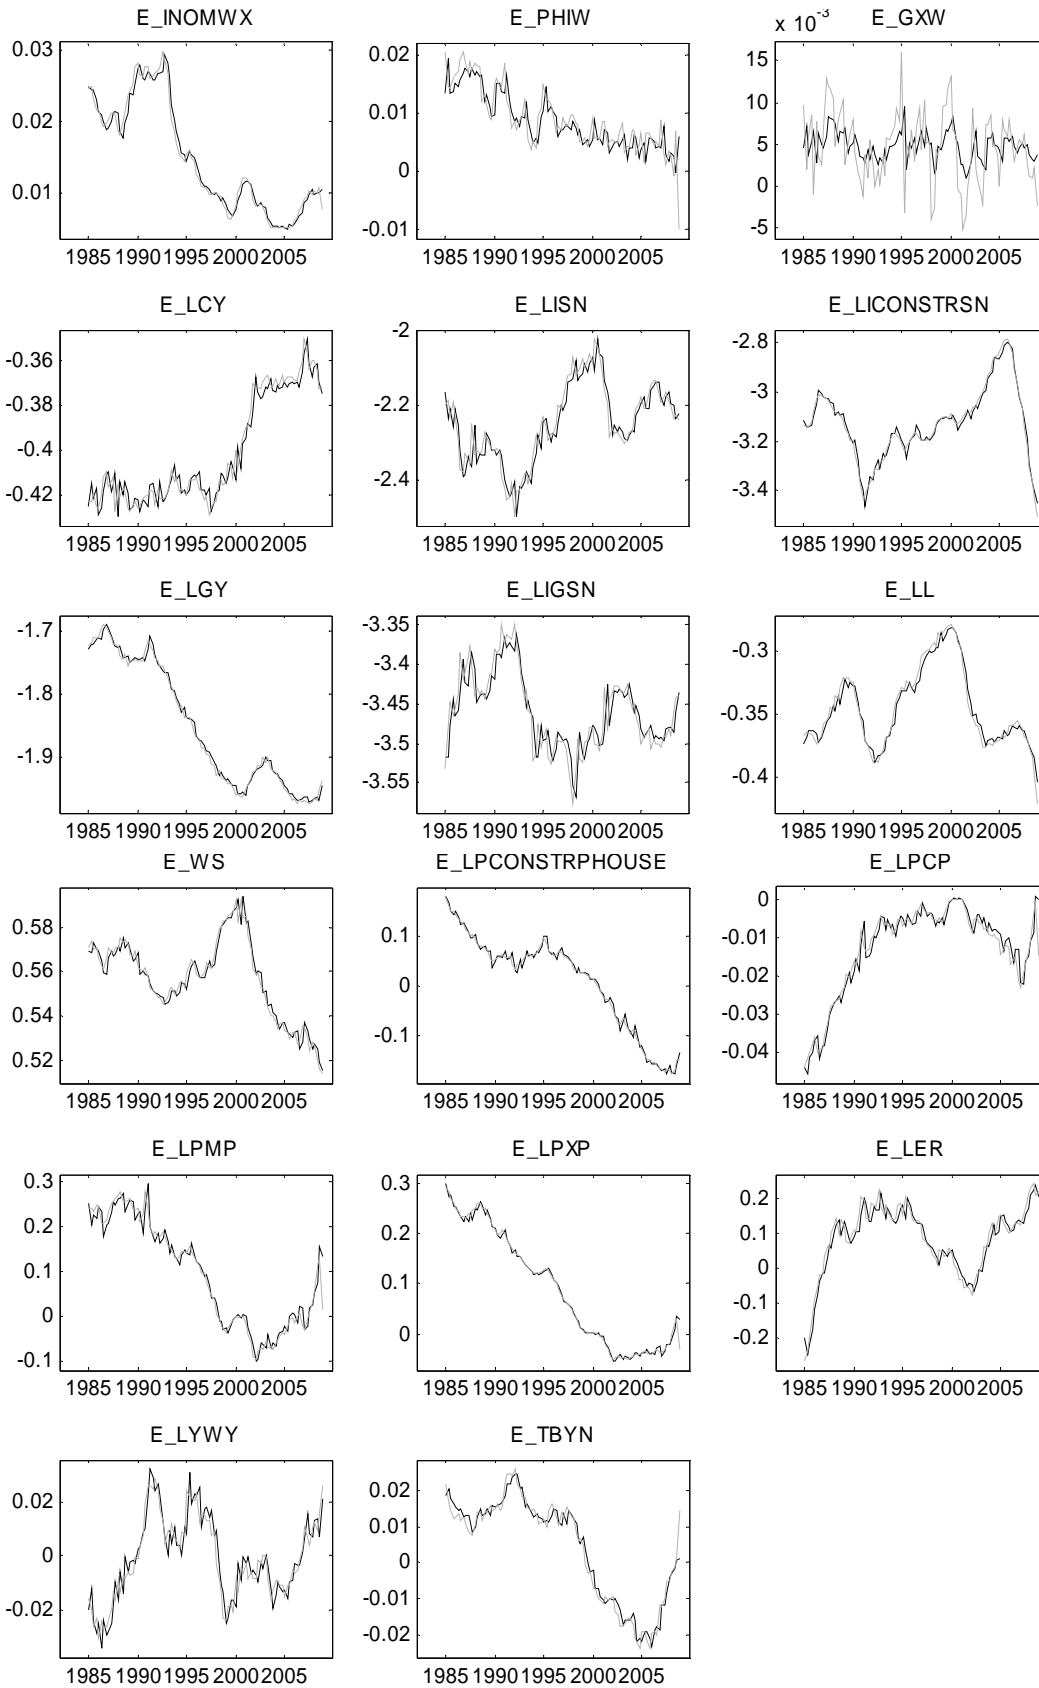 E_INOMWX
0.03
0.02
0.01
1985 1990 1995 2000 2005
E_PHIW
0.02
0.01
0
-0.01
1985 1990 1995 2000 2005
x 10⁻³ E_GXW
15
10
5
0
-5
1985 1990 1995 2000 2005
E_LCY
-0.36
-0.38
-0.4
-0.42
1985 1990 1995 2000 2005
E_LISN
-2
-2.2
-2.4
1985 1990 1995 2000 2005
E_LICONSTRSN
-2.8
-3
-3.2
-3.4
1985 1990 1995 2000 2005
E_LGY
-1.7
-1.8
-1.9
1985 1990 1995 2000 2005
E_LIGSN
-3.35
-3.4
-3.45
-3.5
-3.55
1985 1990 1995 2000 2005
E_LL
-0.3
-0.35
-0.4
1985 1990 1995 2000 2005
E_WS
0.58
0.56
0.54
0.52
1985 1990 1995 2000 2005
E_LPCONSTRPHOUSE
0.1
0
-0.1
1985 1990 1995 2000 2005
E_LPCP
0
-0.01
-0.02
-0.03
-0.04
1985 1990 1995 2000 2005
E_LPMP
0.3
0.2
0.1
0
-0.1
1985 1990 1995 2000 2005
E_LPXP
0.3
0.2
0.1
0
1985 1990 1995 2000 2005
E_LER
0.2
0.1
0
-0.1
-0.2
1985 1990 1995 2000 2005
E_LYWY
0.02
0
-0.02
1985 1990 1995 2000 2005
E_TBYN
0.02
0.01
0
-0.01
-0.02
1985 1990 1995 2000 2005